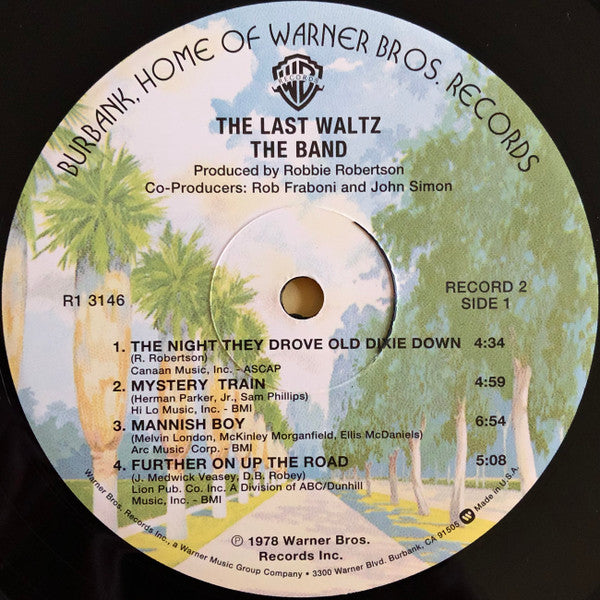 BURBANK, HOME OF WARNER BROS. RECORDS
WB
RECORDS
THE LAST WALTZ
THE BAND
Produced by Robbie Robertson
Co-Producers: Rob Fraboni and John Simon
R1 3146
RECORD 2
SIDE 1
1. THE NIGHT THEY DROVE OLD DIXIE DOWN 4:34
(R. Robertson)
Canaan Music, Inc. - ASCAP
2. MYSTERY TRAIN 4:59
(Herman Parker, Jr., Sam Phillips)
Hi Lo Music, Inc. - BMI
3. MANNISH BOY 6:54
(Melvin London, McKinley Morganfield, Ellis McDaniels)
Arc Music Corp. - BMI
4. FURTHER ON UP THE ROAD 5:08
(J. Medwick Veasey, D.B. Robey)
Lion Pub. Co. Inc. A Division of ABC/Dunhill
Music, Inc. - BMI
℗ 1978 Warner Bros.
Records Inc.
Warner Bros. Records Inc., a Warner Music Group Company • 3300 Warner Blvd. Burbank, CA 91505 Made in U.S.A.